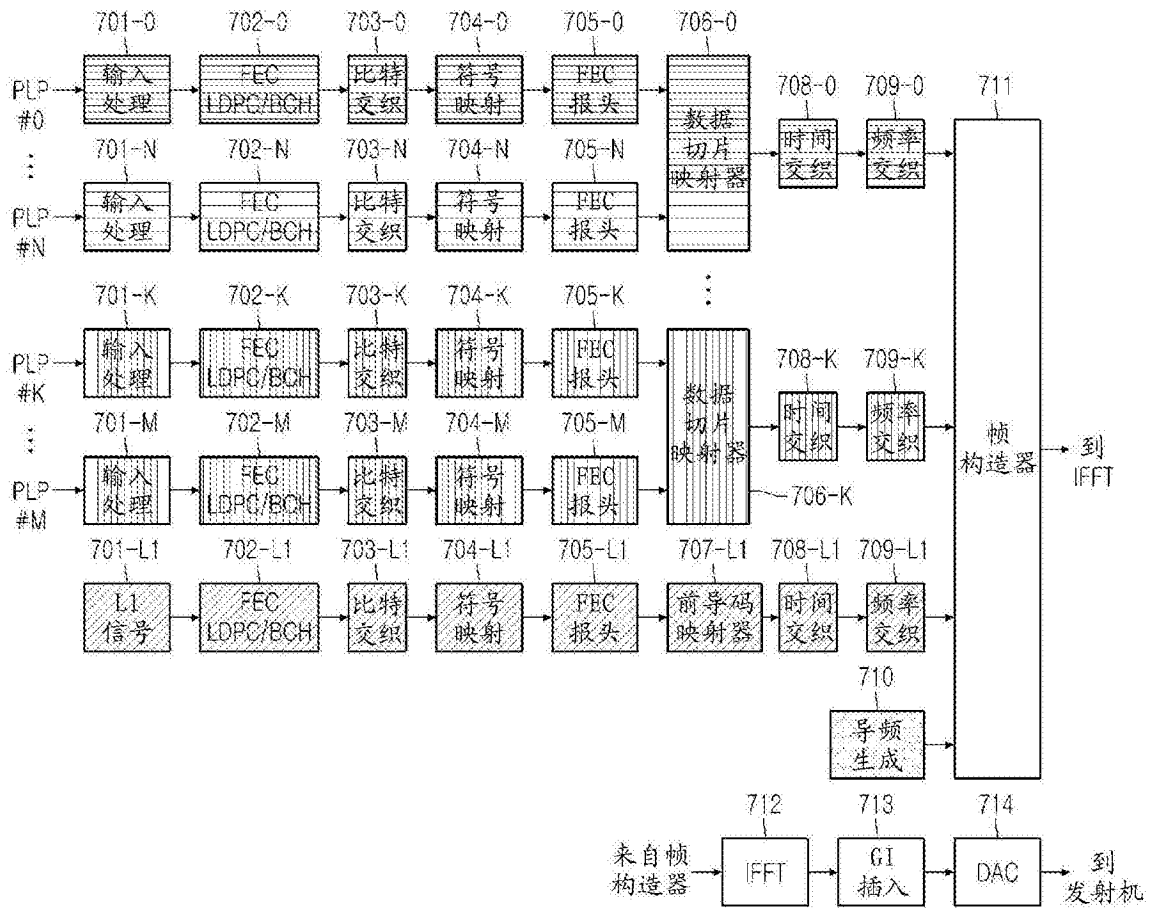 701-0 702-0 703-0 704-0 705-0 706-0
PLP #0
输入处理
FEC LDPC/BCH
比特交织
符号映射
FEC 报头
数据切片映射器
708-0 709-0 711
时间交织
频率交织
⋮
701-N 702-N 703-N 704-N 705-N
PLP #N
输入处理
FEC LDPC/BCH
比特交织
符号映射
FEC 报头
701-K 702-K 703-K 704-K 705-K
PLP #K
输入处理
FEC LDPC/BCH
比特交织
符号映射
FEC 报头
数据切片映射器
706-K
708-K 709-K
时间交织
频率交织
帧构造器
到 IFFT
⋮
701-M 702-M 703-M 704-M 705-M
PLP #M
输入处理
FEC LDPC/BCH
比特交织
符号映射
FEC 报头
701-L1 702-L1 703-L1 704-L1 705-L1 707-L1 708-L1 709-L1
L1 信号
FEC LDPC/BCH
比特交织
符号映射
FEC 报头
前导码映射器
时间交织
频率交织
710
导频生成
712 713 714
来自帧构造器
IFFT
GI 插入
DAC
到发射机